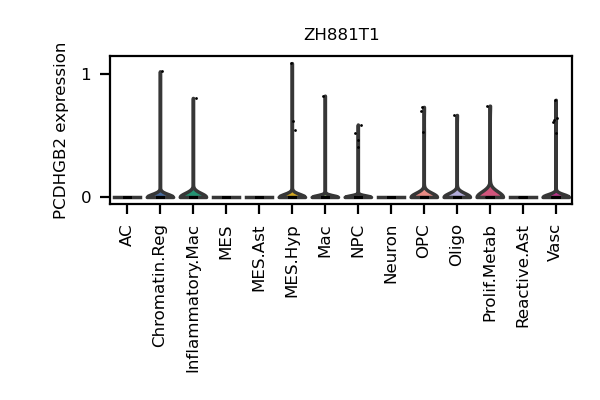 ZH881T1
PCDHGB2 expression
1
0
AC
Chromatin.Reg
Inflammatory.Mac
MES
MES.Ast
MES.Hyp
Mac
NPC
Neuron
OPC
Oligo
Prolif.Metab
Reactive.Ast
Vasc